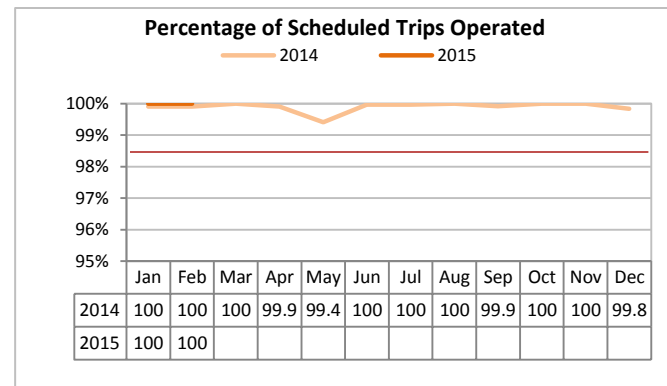 Percentage of Scheduled Trips Operated
2014 2015
100%
99%
98%
97%
96%
95%
Jan Feb Mar Apr May Jun Jul Aug Sep Oct Nov Dec
2014 100 100 100 99.9 99.4 100 100 100 99.9 100 100 99.8
2015 100 100